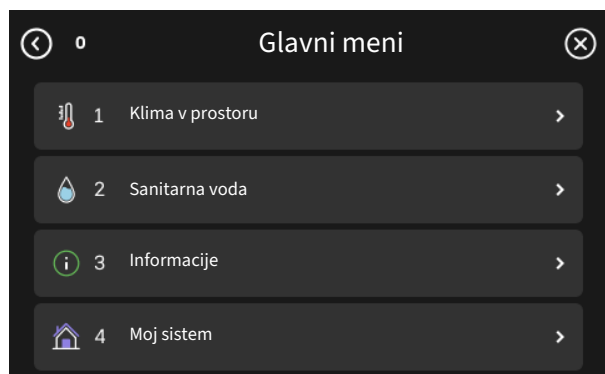 0 Glavni meni
1 Klima v prostoru
2 Sanitarna voda
3 Informacije
4 Moj sistem